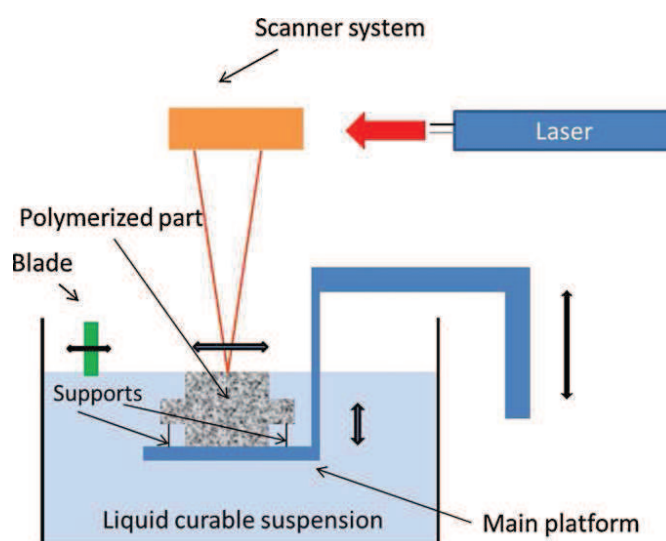 Scanner system
Laser
Polymerized part
Blade
Supports
Liquid curable suspension
Main platform